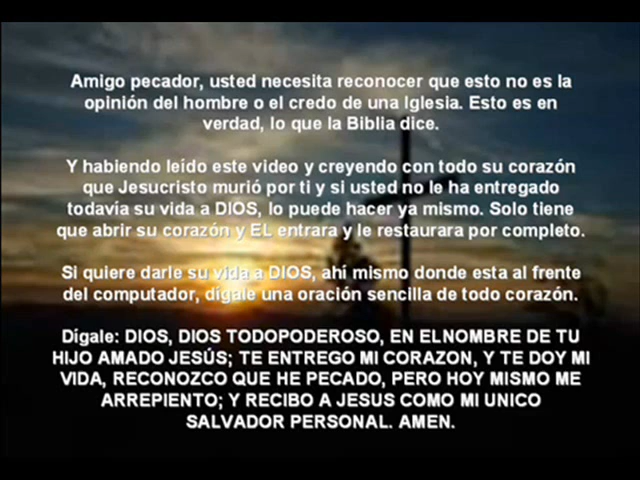 Amigo pecador, usted necesita reconocer que esto no es la
opinión del hombre o el credo de una Iglesia. Esto es en
verdad, lo que la Biblia dice.
Y habiendo leído este video y creyendo con todo su corazón
que Jesucristo murió por ti y si usted no le ha entregado
todavía su vida a DIOS, lo puede hacer ya mismo. Solo tiene
que abrir su corazón y EL entrara y le restaurara por completo.
Si quiere darle su vida a DIOS, ahí mismo donde esta al frente
del computador, dígale una oración sencilla de todo corazón.
Digale: DIOS, DIOS TODOPODEROSO, EN ELNOMBRE DE TU
HIJO AMADO JESÚS; TE ENTREGO MI CORAZON, Y TE DOY MI
VIDA, RECONOZCO QUE HE PECADO, PERO HOY MISMO ME
ARREPIENTO; Y RECIBO A JESUS COMO MI UNICO
SALVADOR PERSONAL. AMEN.